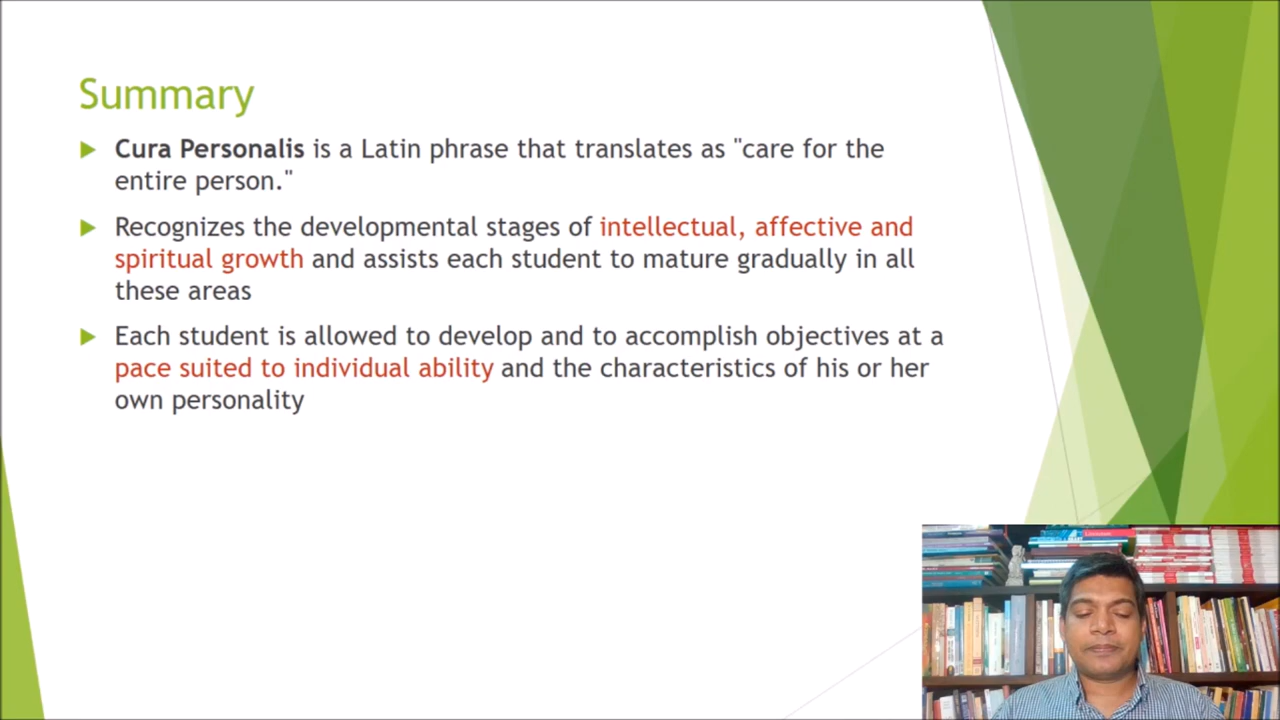 Summary
Cura Personalis is a Latin phrase that translates as "care for the
entire person."
Recognizes the developmental stages of intellectual, affective and
spiritual growth and assists each student to mature gradually in all
these areas
Each student is allowed to develop and to accomplish objectives at a
pace suited to individual ability and the characteristics of his or her
own personality